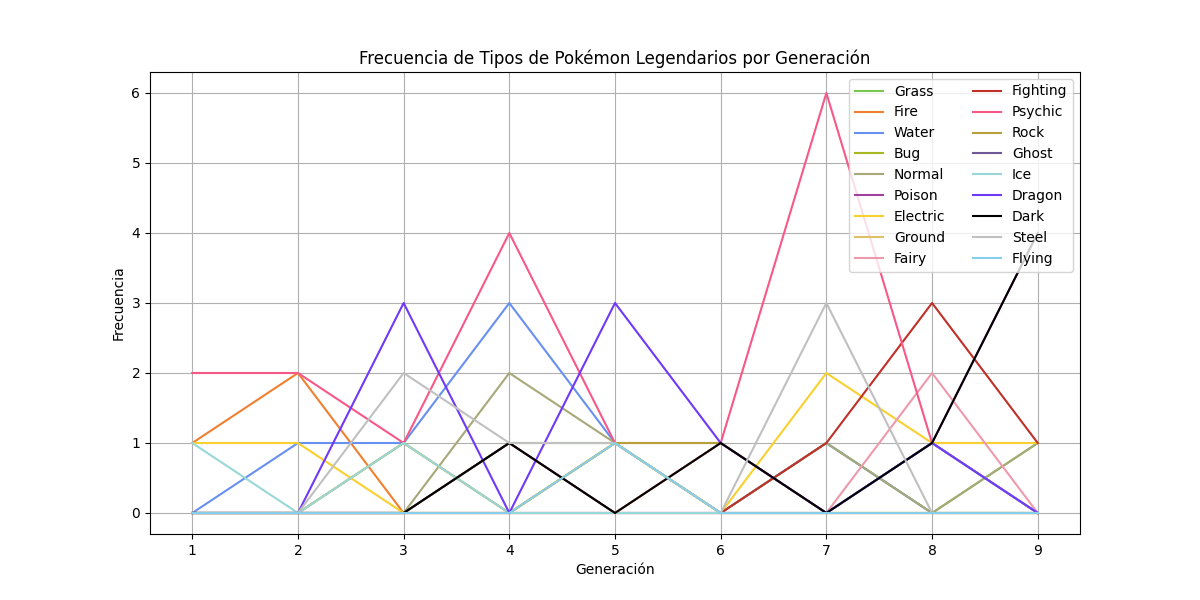 Frecuencia de Tipos de Pokémon Legendarios por Generación
Frecuencia
6
5
4
3
2
1
0
1 2 3 4 5 6 7 8 9
Generación
Grass
Fire
Water
Bug
Normal
Poison
Electric
Ground
Fairy
Fighting
Psychic
Rock
Ghost
Ice
Dragon
Dark
Steel
Flying